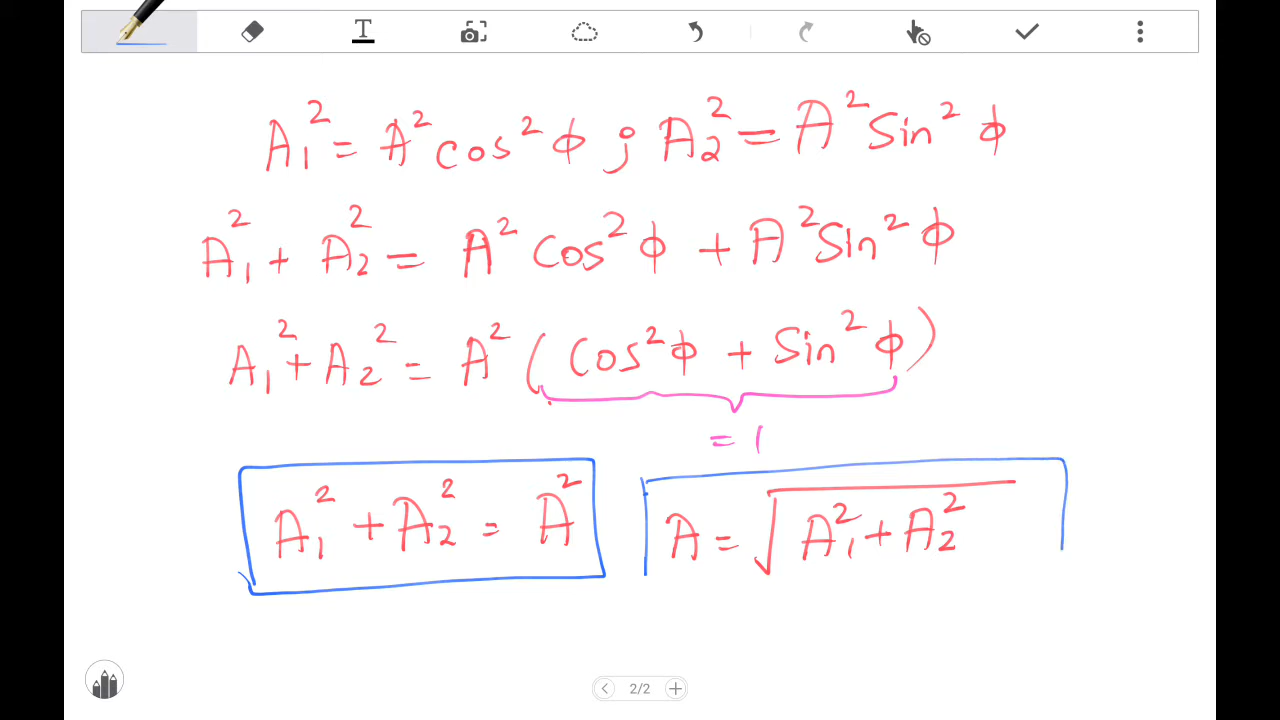 T
A₁² = A² cos² ϕ ; A₂² = A² Sin² ϕ
A₁² + A₂² = A² Cos² ϕ + A² Sin² ϕ
A₁² + A₂² = A² (Cos² ϕ + Sin² ϕ)
= 1
A₁² + A₂² = A²
A = √(A₁² + A₂²)
2/2